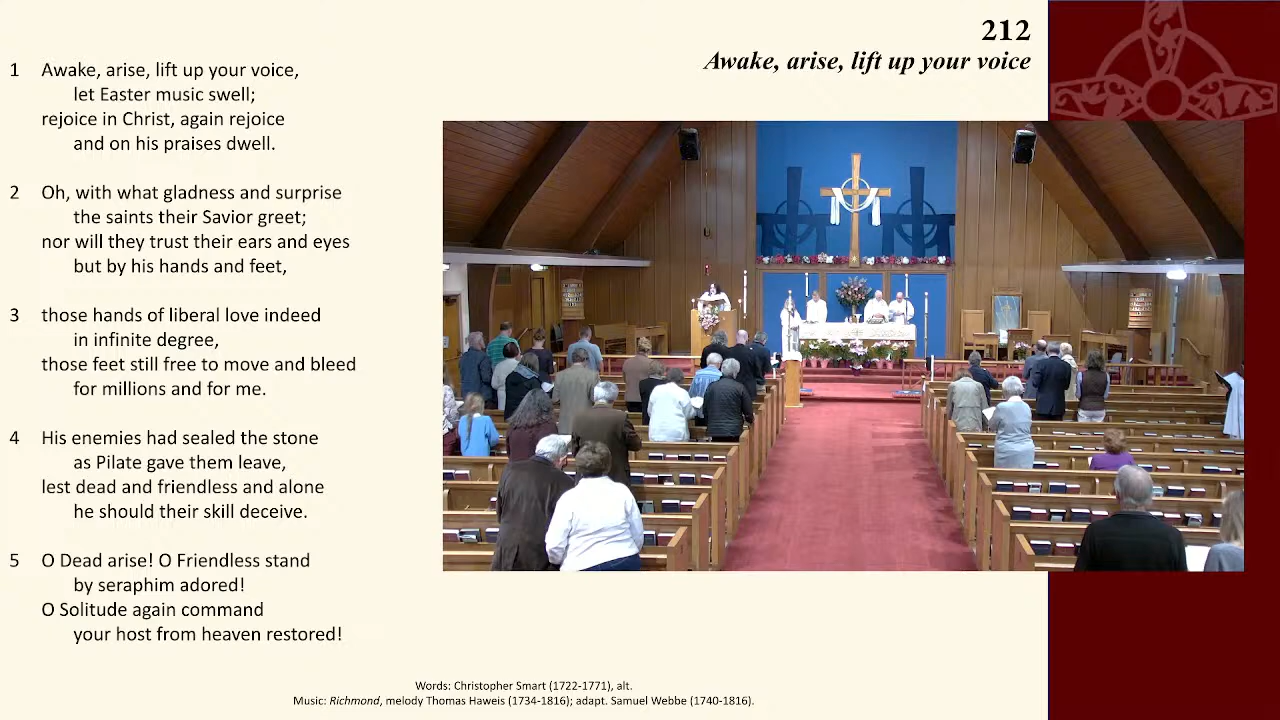 212
Awake, arise, lift up your voice
1 Awake, arise, lift up your voice,
let Easter music swell;
rejoice in Christ, again rejoice
and on his praises dwell.
2 Oh, with what gladness and surprise
the saints their Savior greet;
nor will they trust their ears and eyes
but by his hands and feet,
3 those hands of liberal love indeed
in infinite degree,
those feet still free to move and bleed
for millions and for me.
4 His enemies had sealed the stone
as Pilate gave them leave,
lest dead and friendless and alone
he should their skill deceive.
5 O Dead arise! O Friendless stand
by seraphim adored!
O Solitude again command
your host from heaven restored!
Words: Christopher Smart (1722-1771), alt.
Music: Richmond, melody Thomas Haweis (1734-1816); adapt. Samuel Webbe (1740-1816).